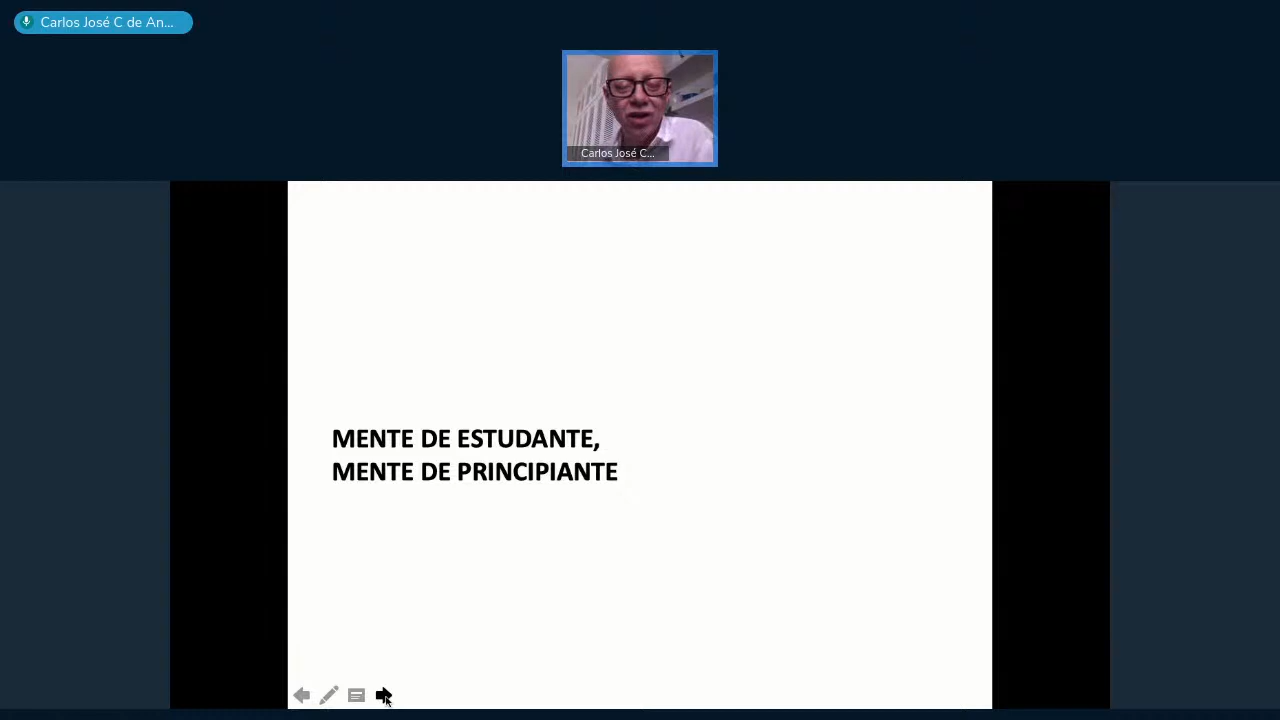 Carlos José C de An...
Carlos José C...
MENTE DE ESTUDANTE,
MENTE DE PRINCIPIANTE